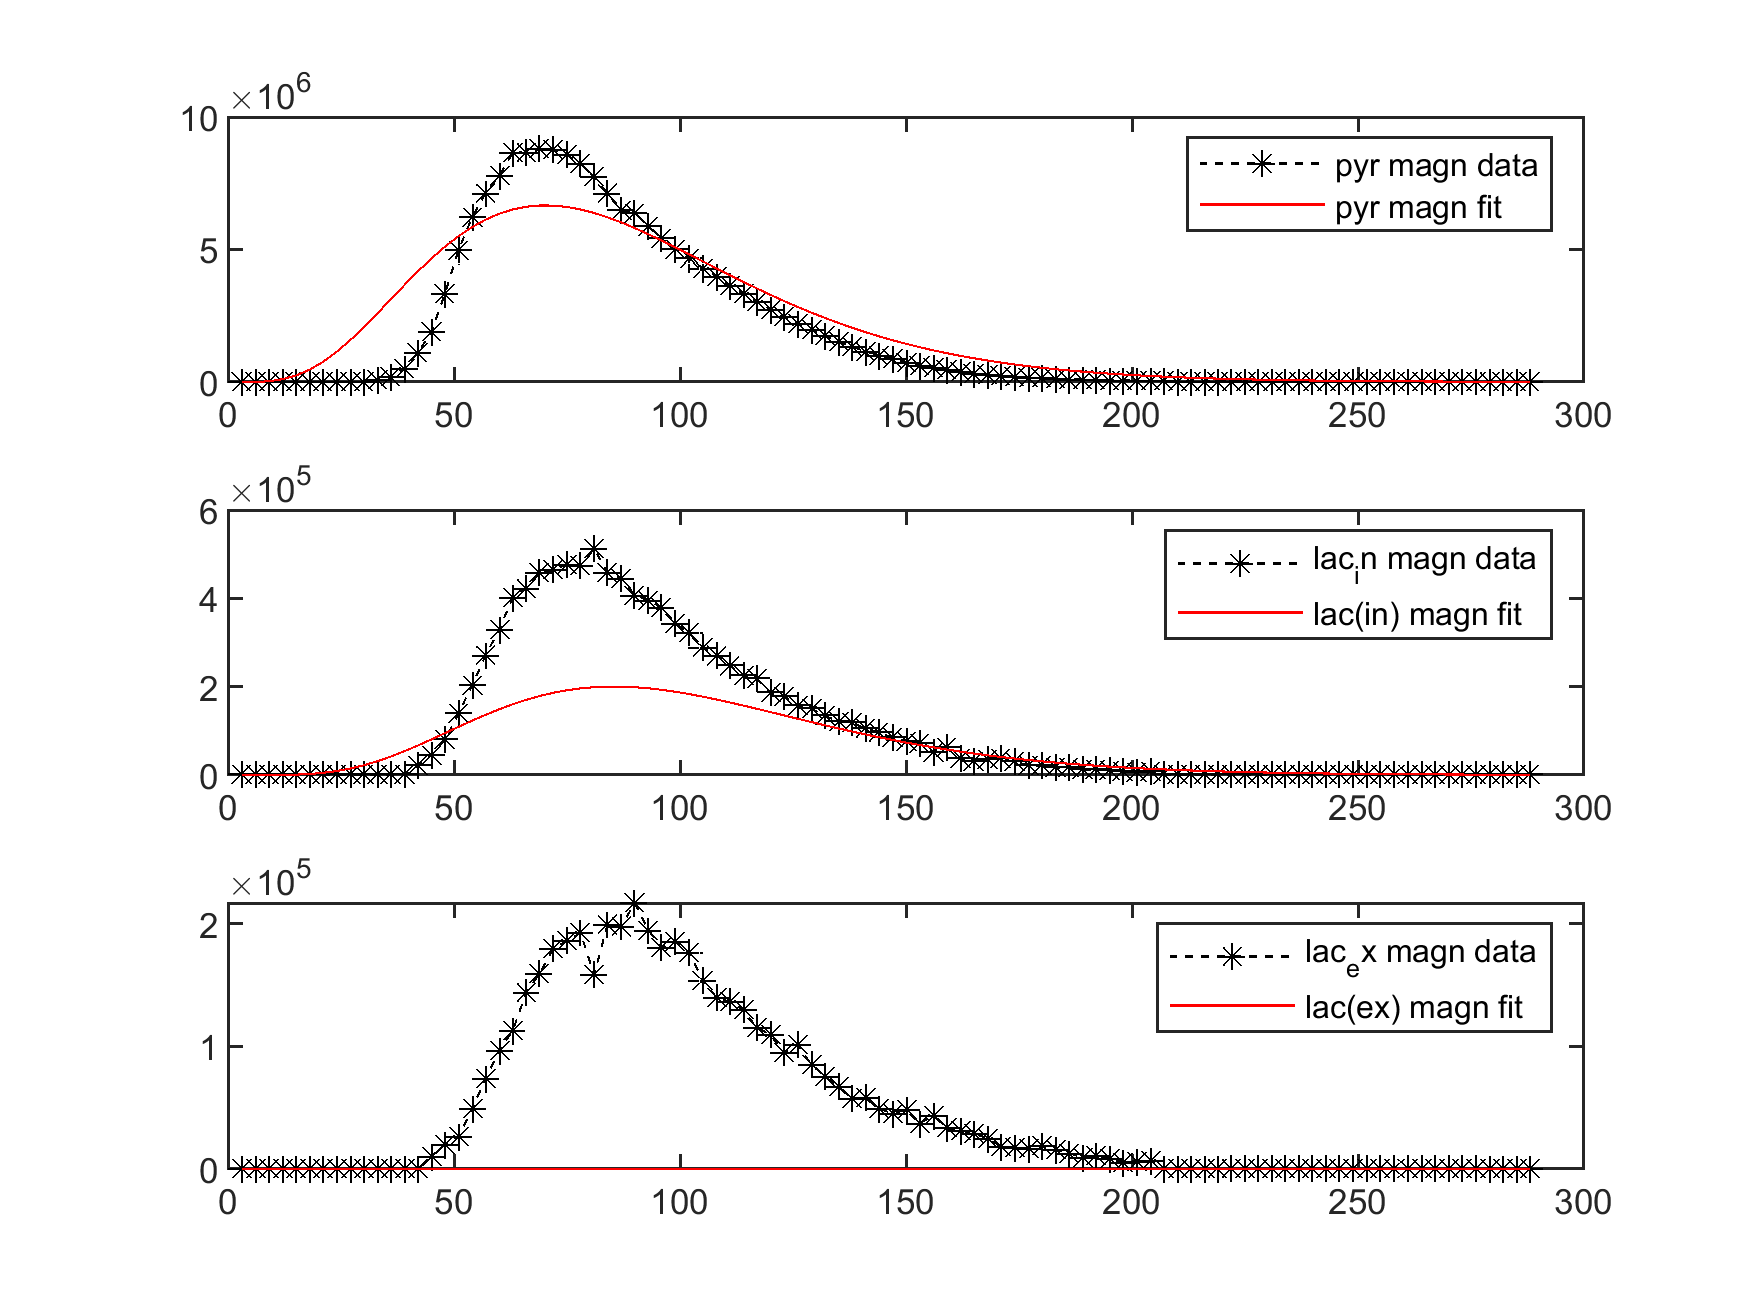 ×10^6
10
5
0
0 50 100 150 200 250 300
pyr magn data
pyr magn fit
×10^5
6
4
2
0
0 50 100 150 200 250 300
lac_in magn data
lac(in) magn fit
×10^5
2
1
0
0 50 100 150 200 250 300
lac_ex magn data
lac(ex) magn fit